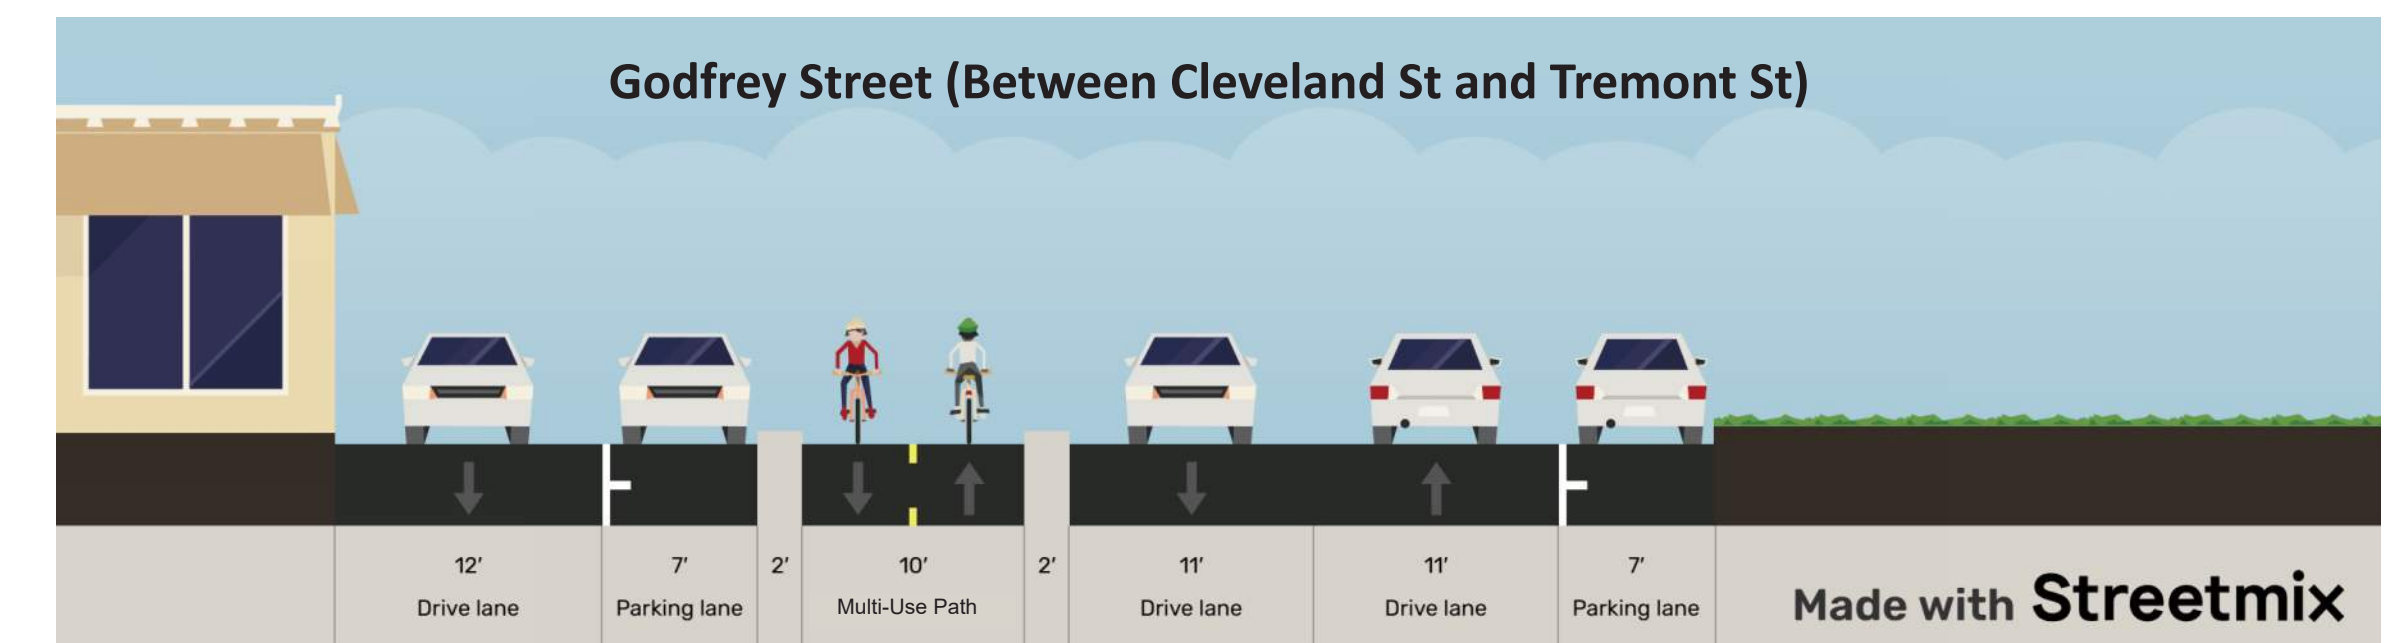 Godfrey Street (Between Cleveland St and Tremont St)
12' 7' 2' 10' 2' 11' 11' 7'
Drive lane Parking lane Multi-Use Path Drive lane Drive lane Parking lane
Made with Streetmix